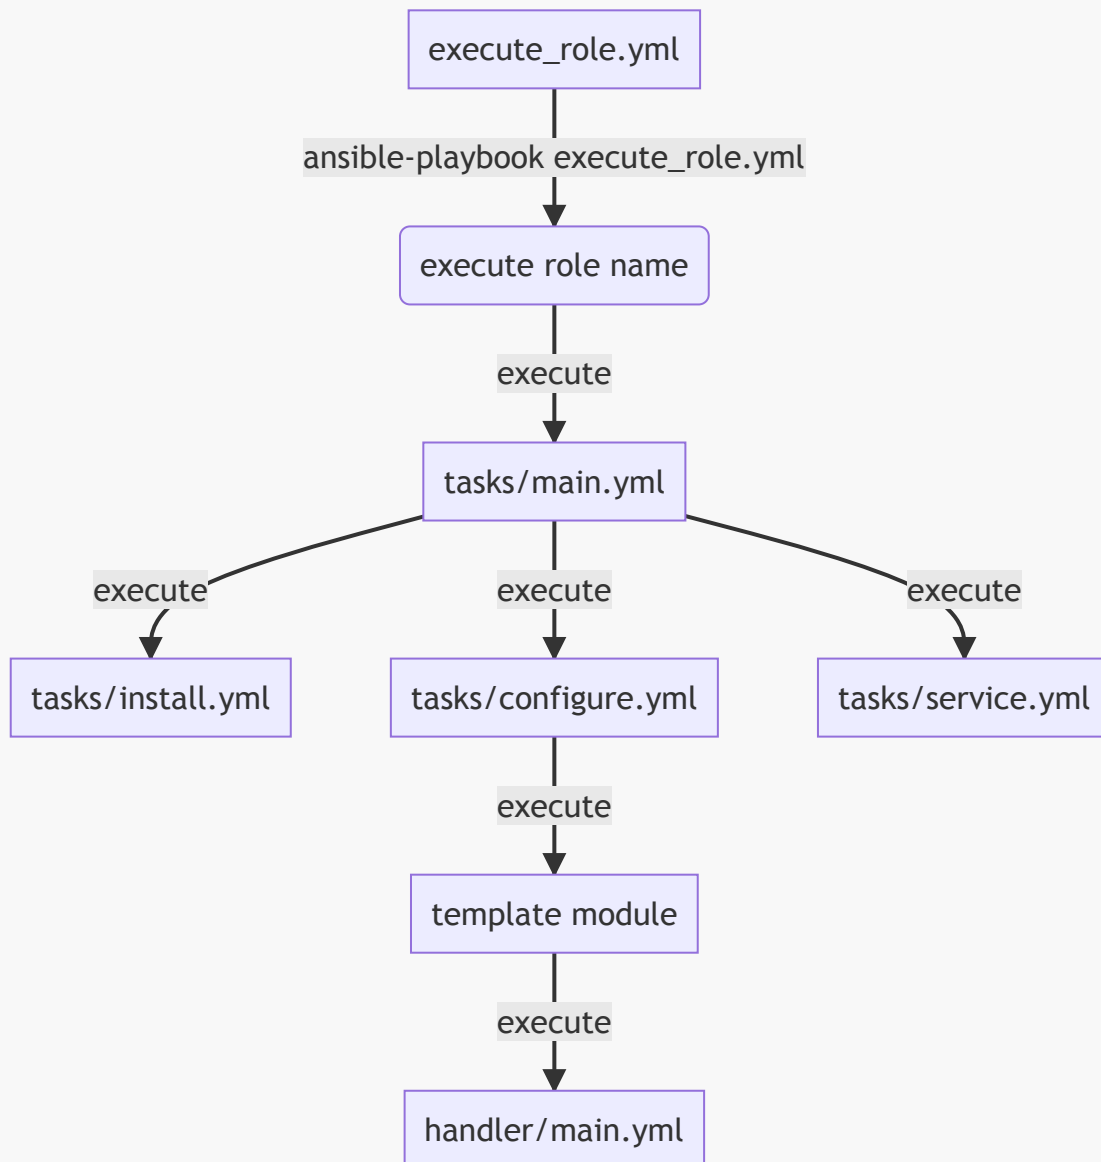 execute_role.yml
ansible-playbook execute_role.yml
execute role name
execute
tasks/main.yml
execute
execute
execute
tasks/install.yml
tasks/configure.yml
tasks/service.yml
execute
template module
execute
handler/main.yml